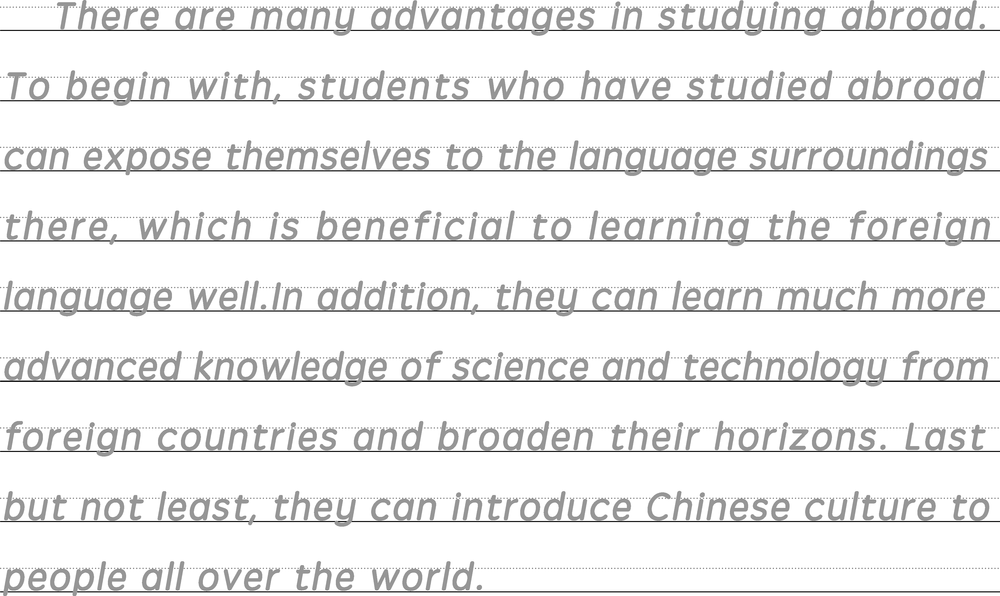 There are many advantages in studying abroad.
To begin with, students who have studied abroad
can expose themselves to the language surroundings
there, which is beneficial to learning the foreign
language well.In addition, they can learn much more
advanced knowledge of science and technology from
foreign countries and broaden their horizons. Last
but not least, they can introduce Chinese culture to
people all over the world.